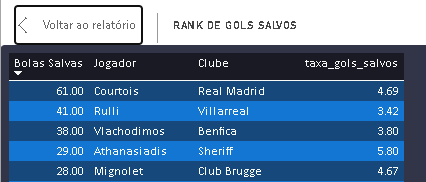 Voltar ao relatório RANK DE GOLS SALVOS
Bolas Salvas Jogador Clube taxa_gols_salvos
61.00 Courtois Real Madrid 4.69
41.00 Rulli Villarreal 3.42
38.00 Vlachodimos Benfica 3.80
29.00 Athanasiadis Sheriff 5.80
28.00 Mignolet Club Brugge 4.67